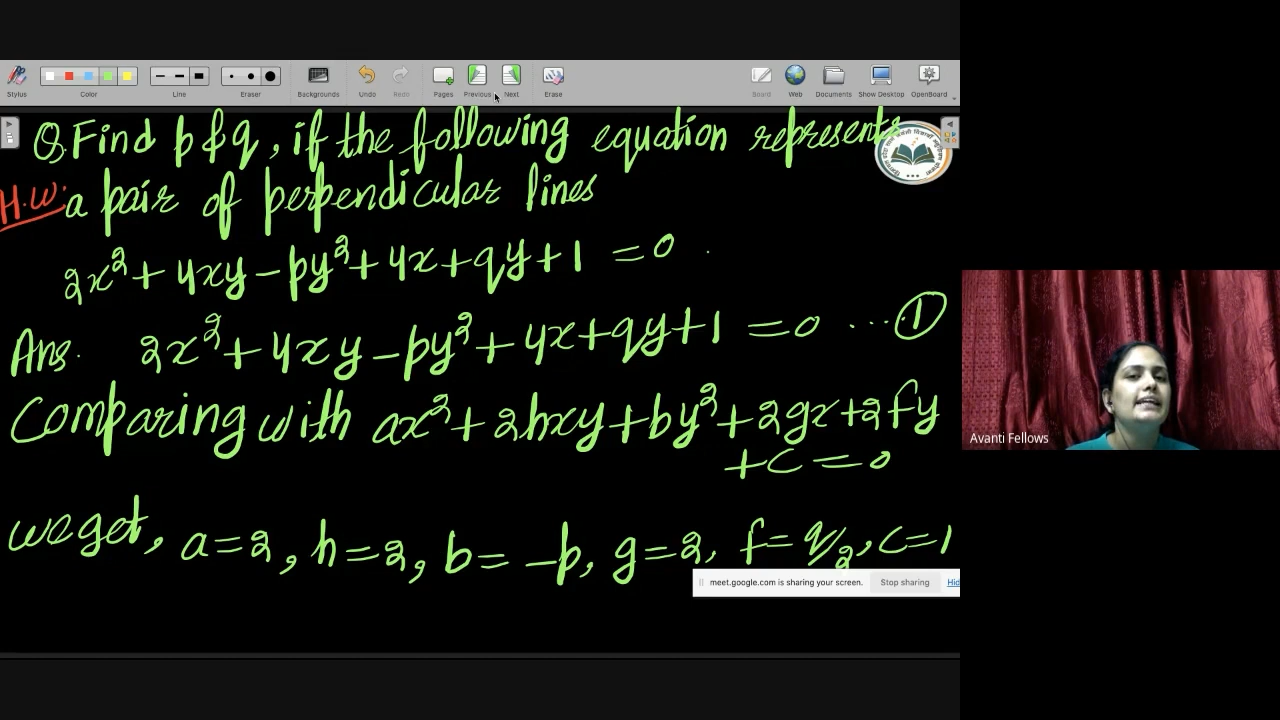 Stylus Color Line Eraser Backgrounds Undo Redo Pages Previous Next Erase Board Web Documents Show Desktop OpenBoard
Q. Find p & q, if the following equation represents
H.W. a pair of perpendicular lines
2x² + 4xy - py² + 4x + qy + 1 = 0
Ans. 2x² + 4xy - py² + 4x + qy + 1 = 0 ... ①
Comparing with ax² + 2hxy + by² + 2gx + 2fy
+ c = 0
we get, a = 2, h = 2, b = -p, g = 2, f = q/2, c = 1
meet.google.com is sharing your screen. Stop sharing Hid
Avanti Fellows